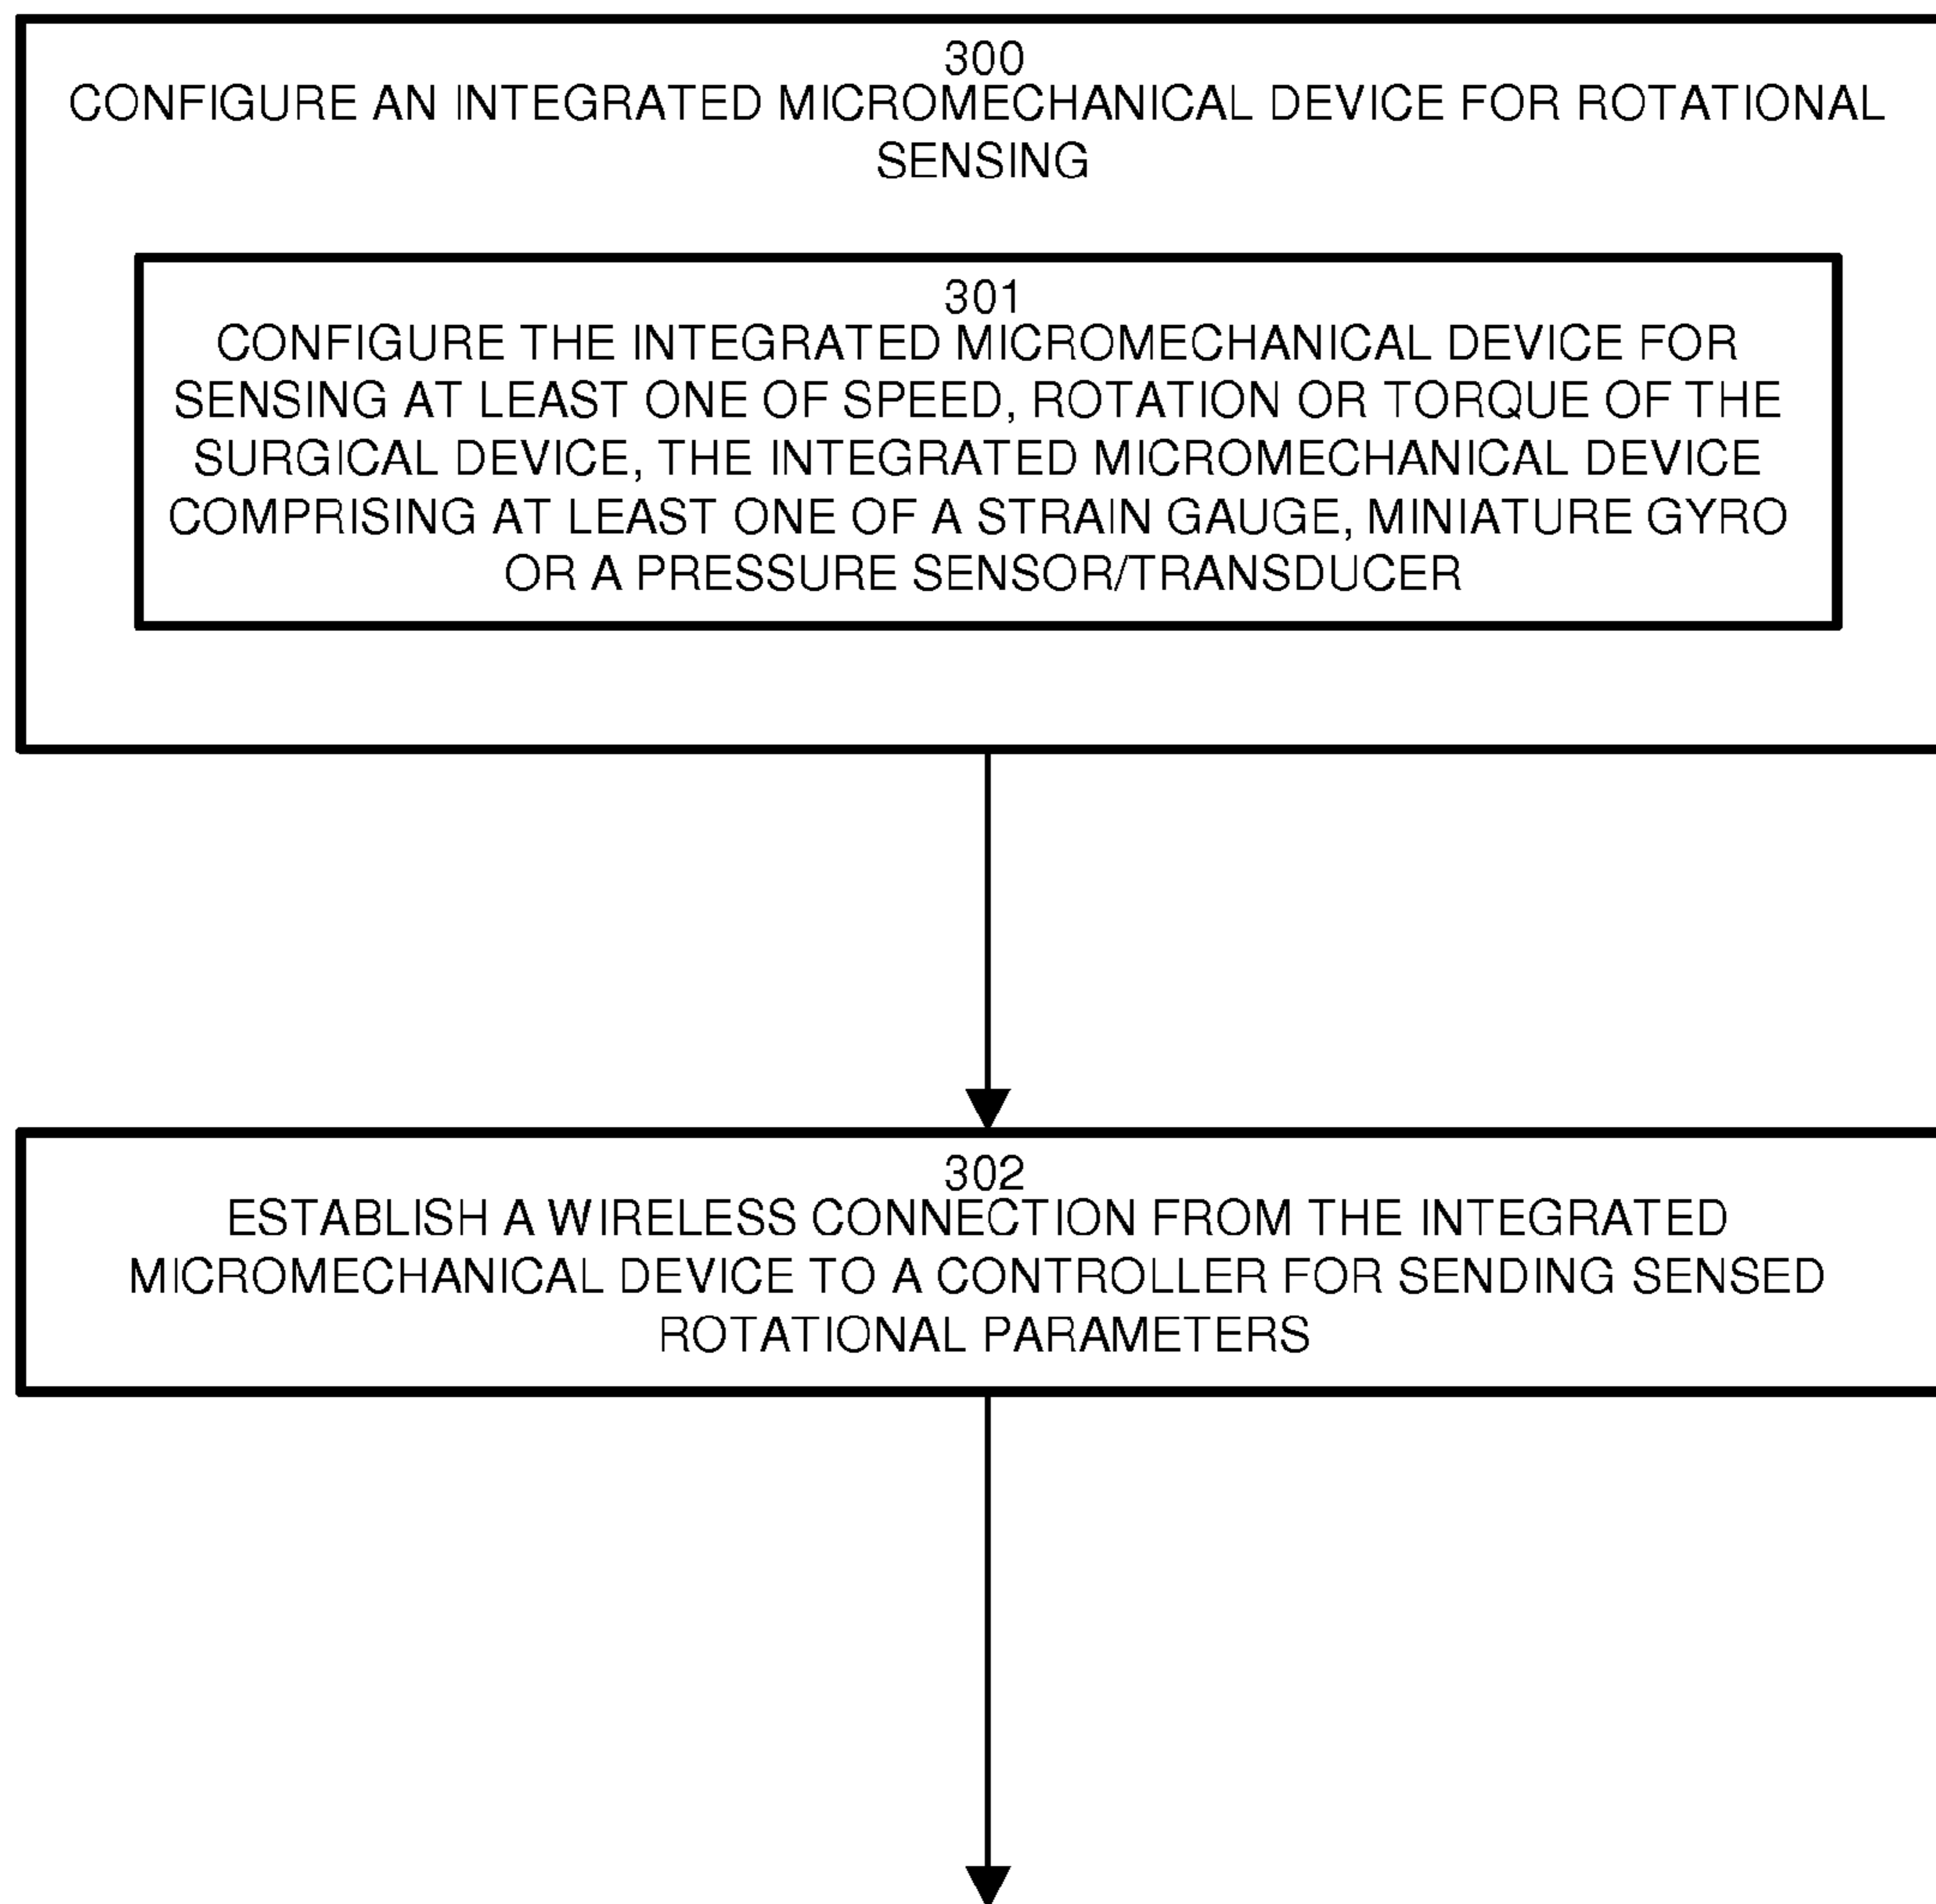 300
CONFIGURE AN INTEGRATED MICROMECHANICAL DEVICE FOR ROTATIONAL
SENSING
301
CONFIGURE THE INTEGRATED MICROMECHANICAL DEVICE FOR
SENSING AT LEAST ONE OF SPEED, ROTATION OR TORQUE OF THE
SURGICAL DEVICE, THE INTEGRATED MICROMECHANICAL DEVICE
COMPRISING AT LEAST ONE OF A STRAIN GAUGE, MINIATURE GYRO
OR A PRESSURE SENSOR/TRANSDUCER
302
ESTABLISH A WIRELESS CONNECTION FROM THE INTEGRATED
MICROMECHANICAL DEVICE TO A CONTROLLER FOR SENDING SENSED
ROTATIONAL PARAMETERS